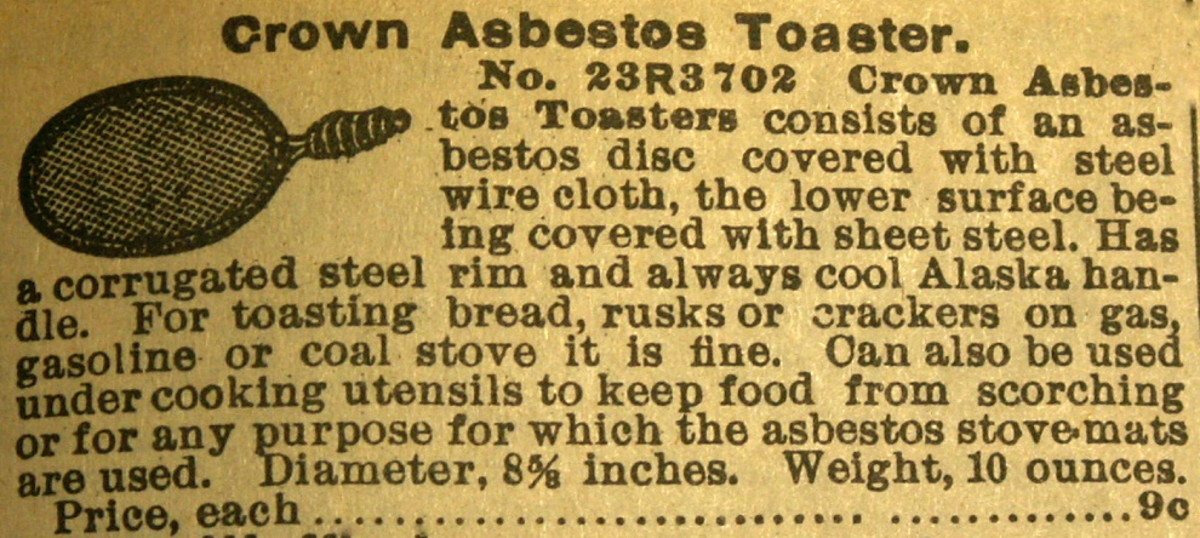 Crown Asbestos Toaster.
No. 23R3702 Crown Asbes-
tos Toasters consists of an as-
bestos disc covered with steel
wire cloth, the lower surface be-
ing covered with sheet steel. Has
a corrugated steel rim and always cool Alaska han-
dle. For toasting bread, rusks or crackers on gas,
gasoline or coal stove it is fine. Can also be used
under cooking utensils to keep food from scorching
or for any purpose for which the asbestos stove mats
are used. Diameter, 8⅝ inches. Weight, 10 ounces.
Price, each............................ ..............9c